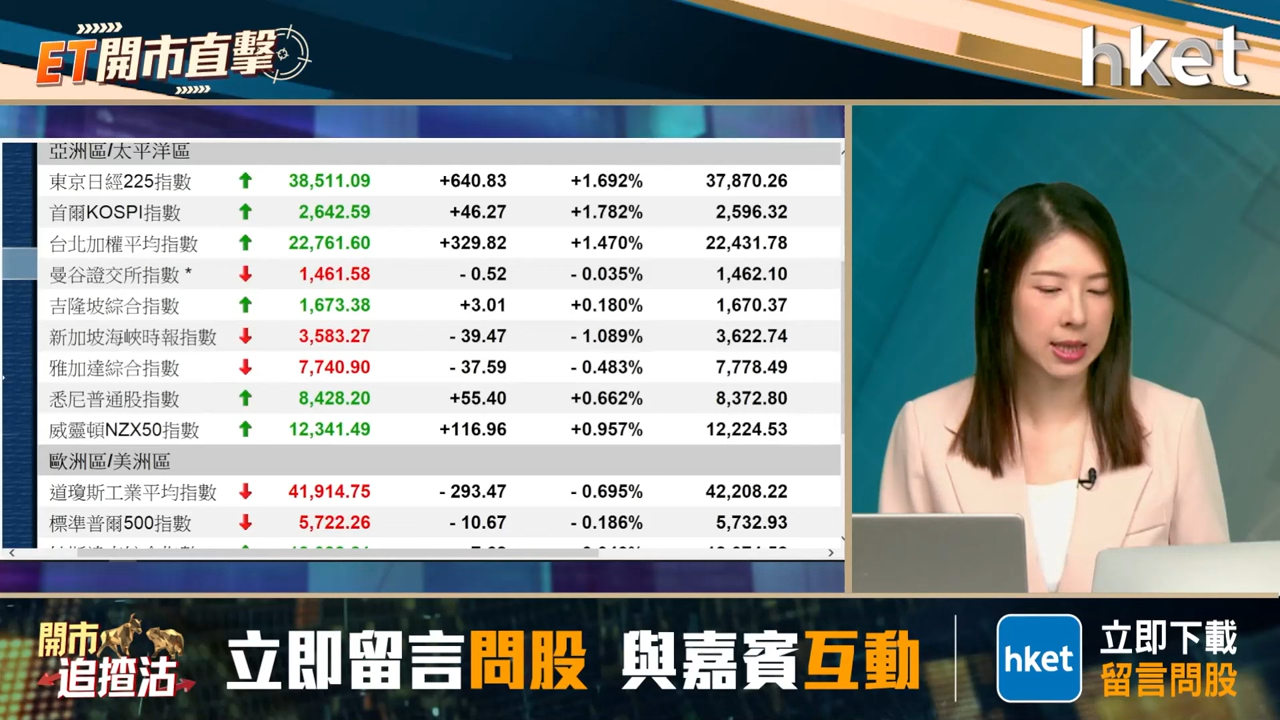 ET開市直擊
hket
亞洲區/太平洋區
東京日經225指數 38,511.09 +640.83 +1.692% 37,870.26
首爾KOSPI指數 2,642.59 +46.27 +1.782% 2,596.32
台北加權平均指數 22,761.60 +329.82 +1.470% 22,431.78
曼谷證交所指數 * 1,461.58 - 0.52 - 0.035% 1,462.10
吉隆坡綜合指數 1,673.38 +3.01 +0.180% 1,670.37
新加坡海峽時報指數 3,583.27 - 39.47 - 1.089% 3,622.74
雅加達綜合指數 7,740.90 - 37.59 - 0.483% 7,778.49
悉尼普通股指數 8,428.20 +55.40 +0.662% 8,372.80
威靈頓NZX50指數 12,341.49 +116.96 +0.957% 12,224.53
歐洲區/美洲區
道瓊斯工業平均指數 41,914.75 - 293.47 - 0.695% 42,208.22
標準普爾500指數 5,722.26 - 10.67 - 0.186% 5,732.93
開市追揸沽
立即留言問股 與嘉賓互動
hket
立即下載
留言問股